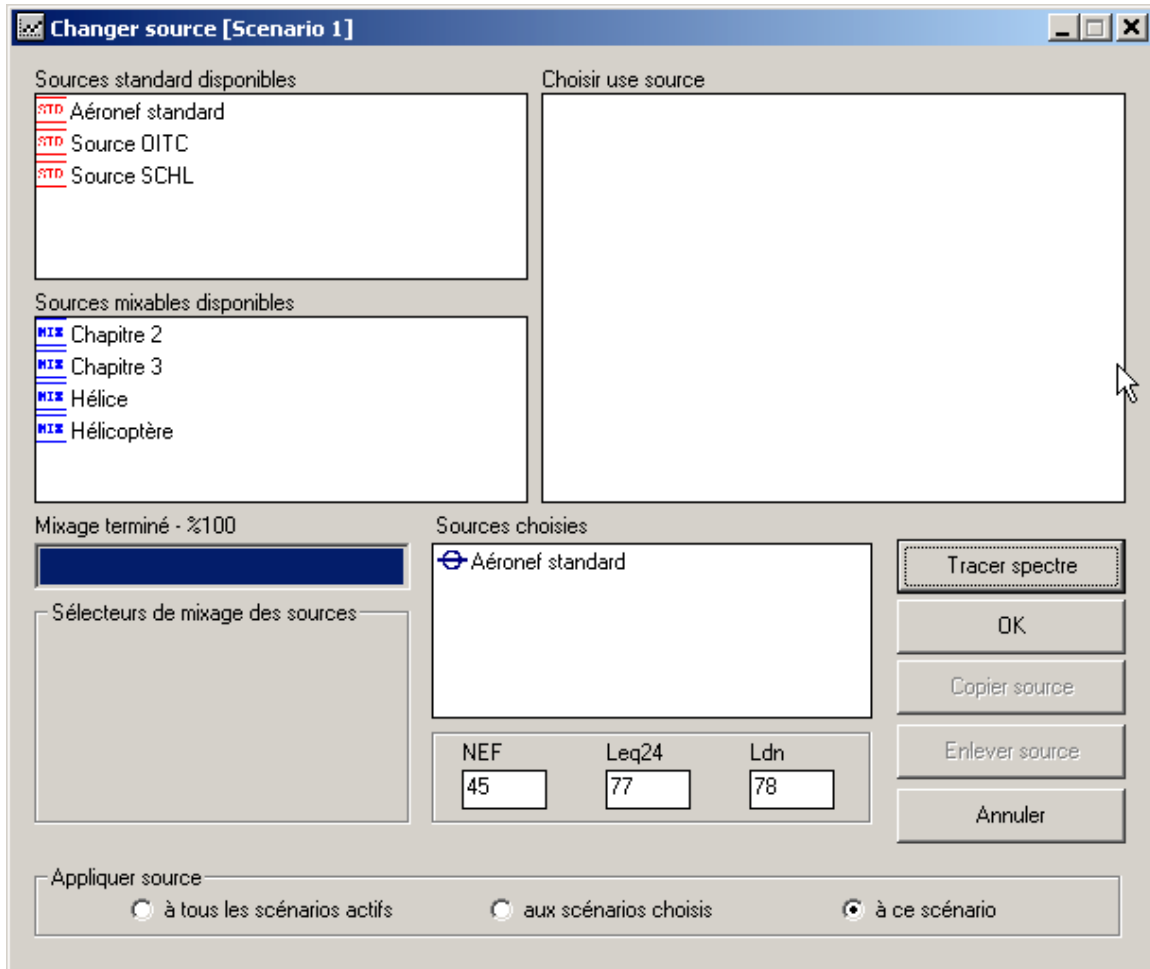 Changer source [Scenario 1]
Sources standard disponibles
STD Aéronef standard
STD Source OITC
STD Source SCHL
Choisir use source
Sources mixables disponibles
MIX Chapitre 2
MIX Chapitre 3
MIX Hélice
MIX Hélicoptère
Mixage terminé - %100
Sélecteurs de mixage des sources
Sources choisies
Aéronef standard
NEF Leq24 Ldn
45 77 78
Tracer spectre
OK
Copier source
Enlever source
Annuler
Appliquer source
à tous les scénarios actifs aux scénarios choisis à ce scénario